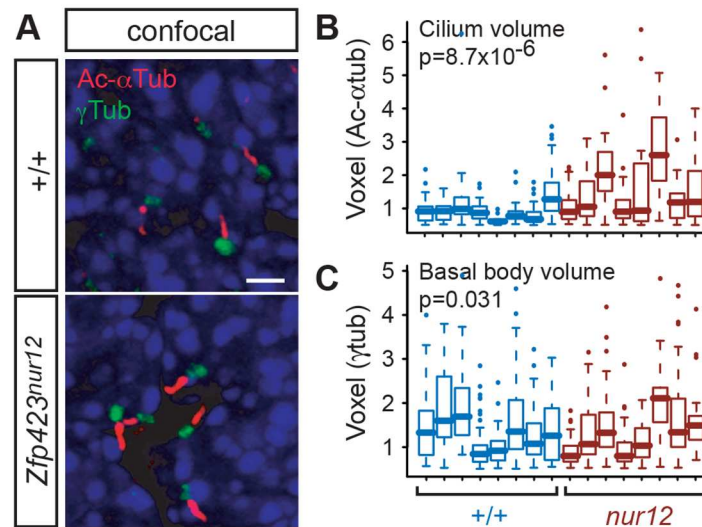 A
confocal
+/+
Ac-αTub
γTub
Zfp423nur12
B
Cilium volume
p=8.7x10-6
Voxel (Ac-αtub)
6
5
4
3
2
1
C
Basal body volume
p=0.031
Voxel (γtub)
5
4
3
2
1
+/+
nur12